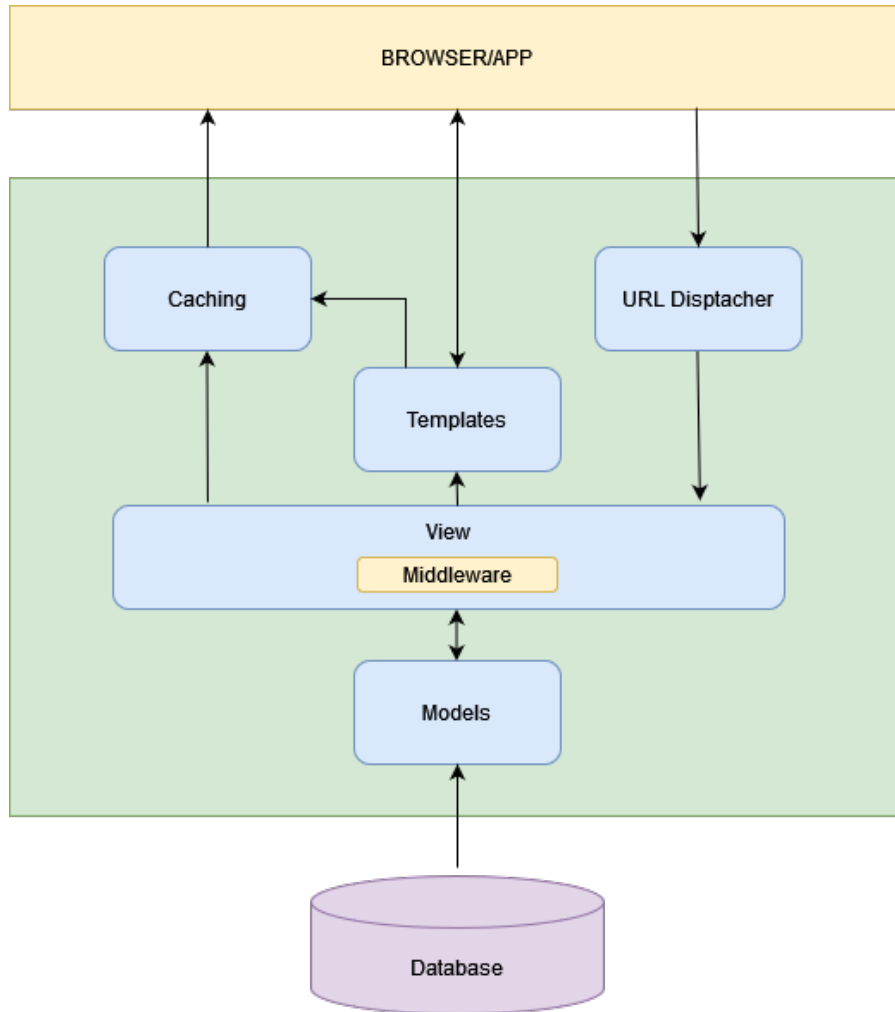 BROWSER/APP
Caching
URL Disptacher
Templates
View
Middleware
Models
Database